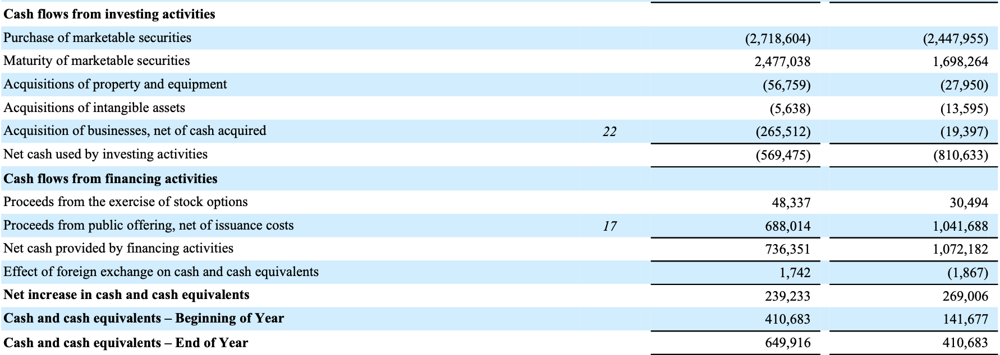 Cash flows from investing activities
Purchase of marketable securities (2,718,604) (2,447,955)
Maturity of marketable securities 2,477,038 1,698,264
Acquisitions of property and equipment (56,759) (27,950)
Acquisitions of intangible assets (5,638) (13,595)
Acquisition of businesses, net of cash acquired 22 (265,512) (19,397)
Net cash used by investing activities (569,475) (810,633)
Cash flows from financing activities
Proceeds from the exercise of stock options 48,337 30,494
Proceeds from public offering, net of issuance costs 17 688,014 1,041,688
Net cash provided by financing activities 736,351 1,072,182
Effect of foreign exchange on cash and cash equivalents 1,742 (1,867)
Net increase in cash and cash equivalents 239,233 269,006
Cash and cash equivalents – Beginning of Year 410,683 141,677
Cash and cash equivalents – End of Year 649,916 410,683